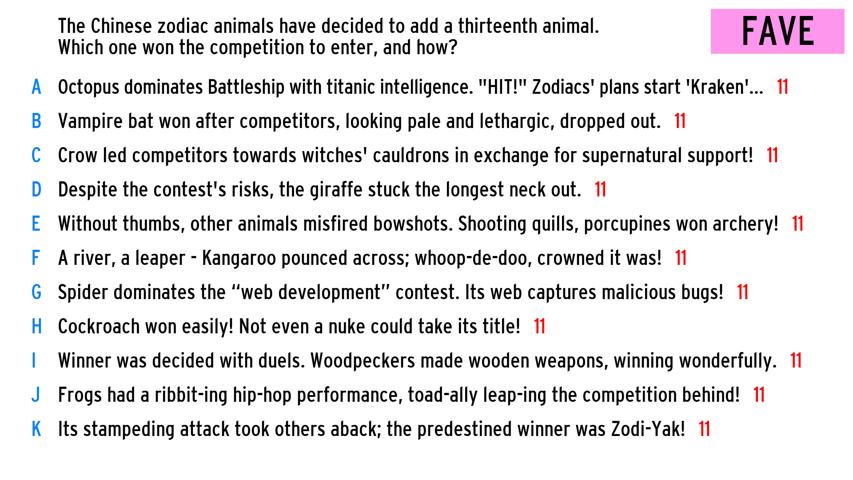 The Chinese zodiac animals have decided to add a thirteenth animal.
Which one won the competition to enter, and how?
FAVE
A Octopus dominates Battleship with titanic intelligence. "HIT!" Zodiacs' plans start 'Kraken'... 11
B Vampire bat won after competitors, looking pale and lethargic, dropped out. 11
C Crow led competitors towards witches' cauldrons in exchange for supernatural support! 11
D Despite the contest's risks, the giraffe stuck the longest neck out. 11
E Without thumbs, other animals misfired bowshots. Shooting quills, porcupines won archery! 11
F A river, a leaper - Kangaroo pounced across; whoop-de-doo, crowned it was! 11
G Spider dominates the “web development” contest. Its web captures malicious bugs! 11
H Cockroach won easily! Not even a nuke could take its title! 11
I Winner was decided with duels. Woodpeckers made wooden weapons, winning wonderfully. 11
J Frogs had a ribbit-ing hip-hop performance, toad-ally leap-ing the competition behind! 11
K Its stampeding attack took others aback; the predestined winner was Zodi-Yak! 11